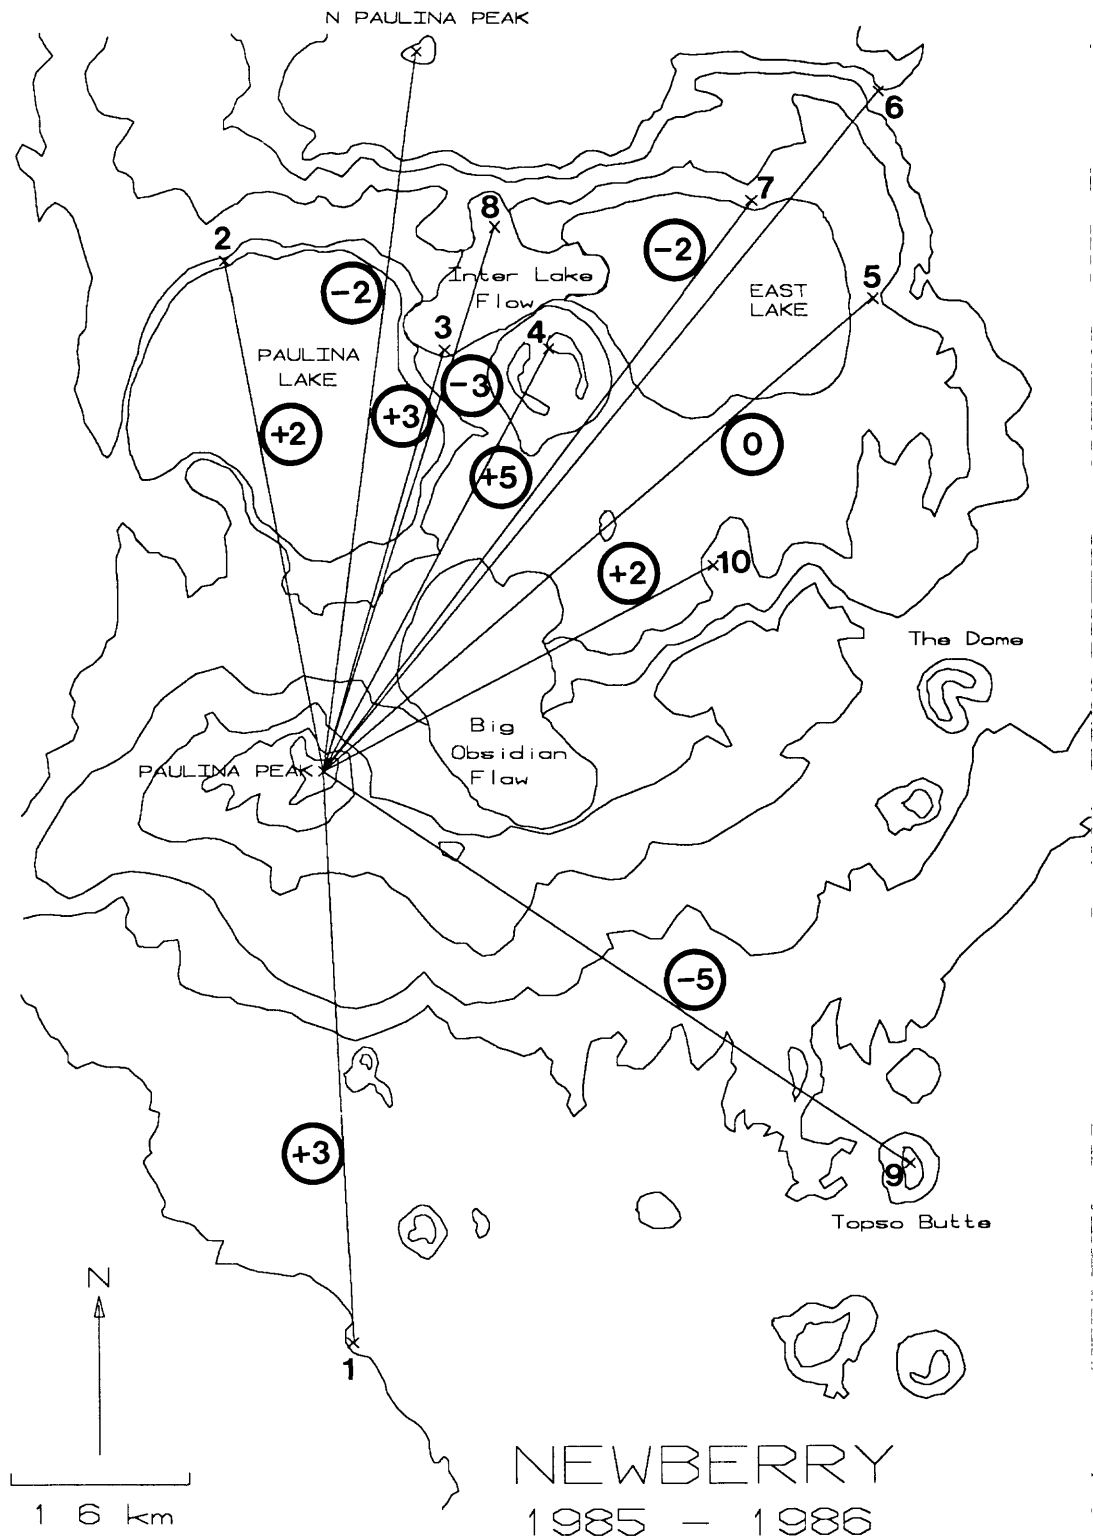 N PAULINA PEAK
6
7
8
2
-2
Inter Lake
Flow
5
-2
EAST
LAKE
3
4
PAULINA
LAKE
-3
+3
+2
0
+5
10
+2
The Dome
Big
Obsidian
Flow
PAULINA PEAK
-5
+3
9
Topso Butte
N
1
NEWBERRY
1 6 km
1985 - 1986